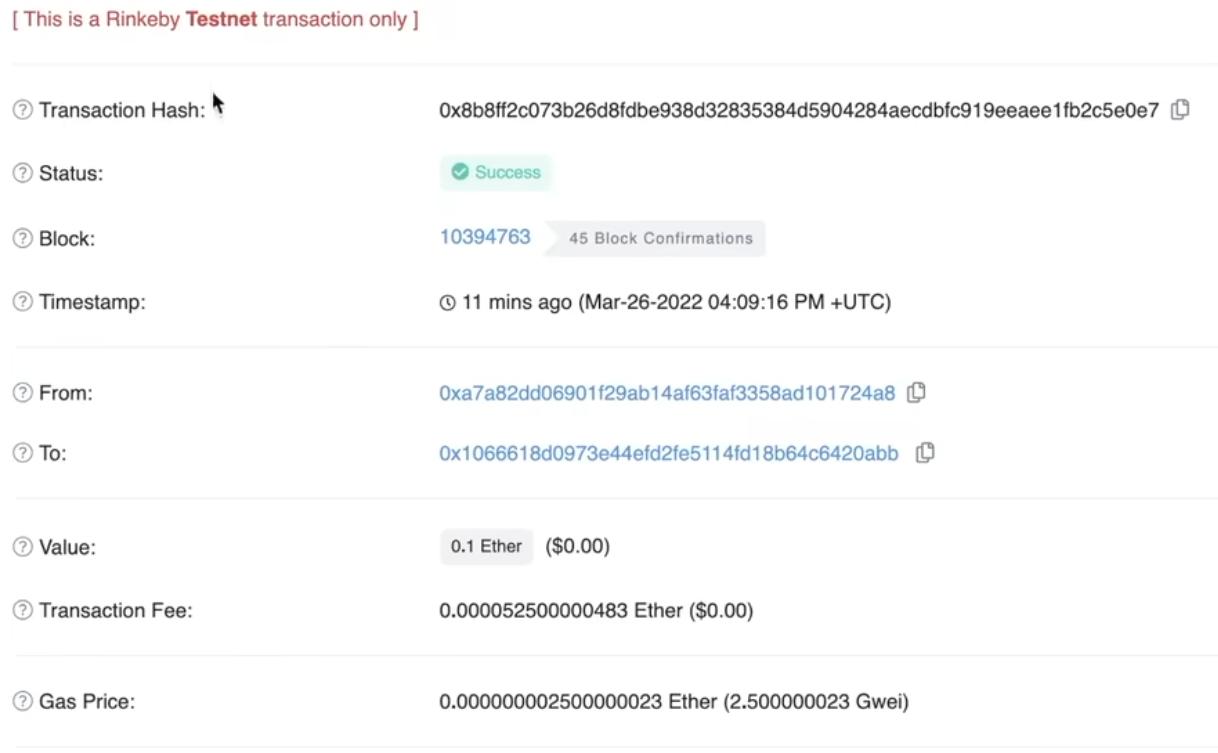 [ This is a Rinkeby Testnet transaction only ]
Transaction Hash: 0x8b8ff2c073b26d8fdbe938d32835384d5904284aecdbfc919eeaee1fb2c5e0e7
Status: Success
Block: 10394763 45 Block Confirmations
Timestamp: 11 mins ago (Mar-26-2022 04:09:16 PM +UTC)
From: 0xa7a82dd06901f29ab14af63faf3358ad101724a8
To: 0x1066618d0973e44efd2fe5114fd18b64c6420abb
Value: 0.1 Ether ($0.00)
Transaction Fee: 0.000052500000483 Ether ($0.00)
Gas Price: 0.000000002500000023 Ether (2.500000023 Gwei)